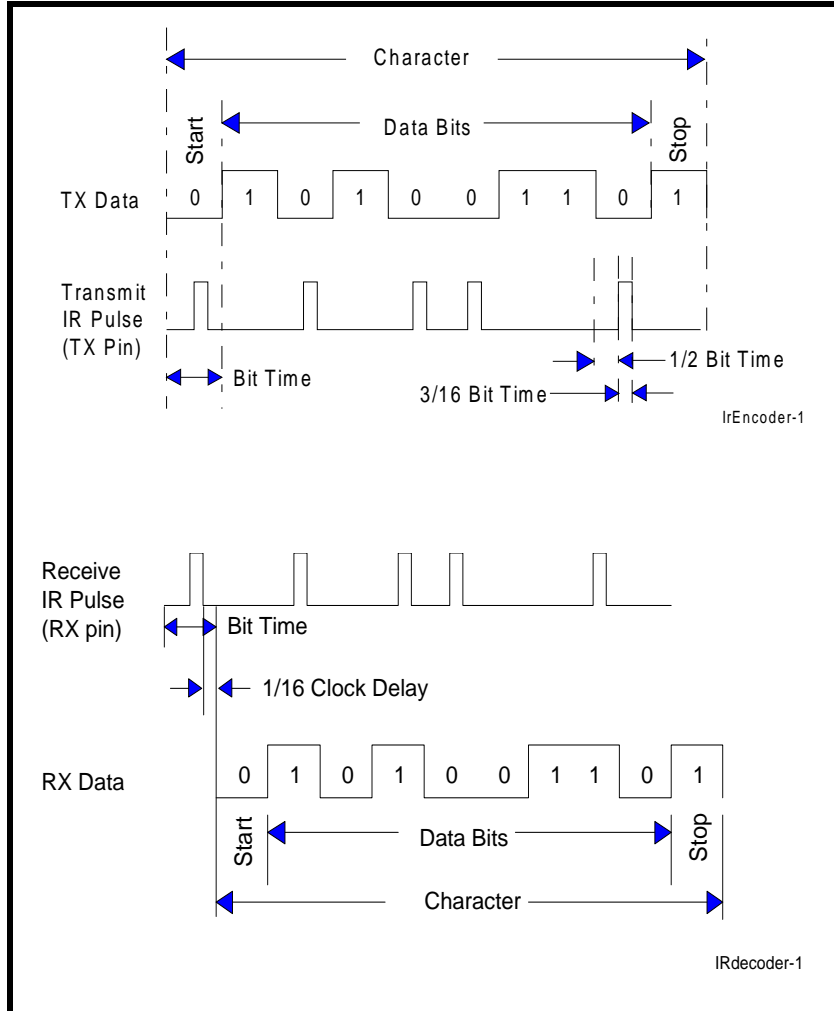 Character
Start
Data Bits
Stop
TX Data 0 1 0 1 0 0 1 1 0 1
Transmit
IR Pulse
(TX Pin)
Bit Time
1/2 Bit Time
3/16 Bit Time
IrEncoder-1
Receive
IR Pulse
(RX pin)
Bit Time
1/16 Clock Delay
RX Data 0 1 0 1 0 0 1 1 0 1
Start
Data Bits
Stop
Character
IRdecoder-1